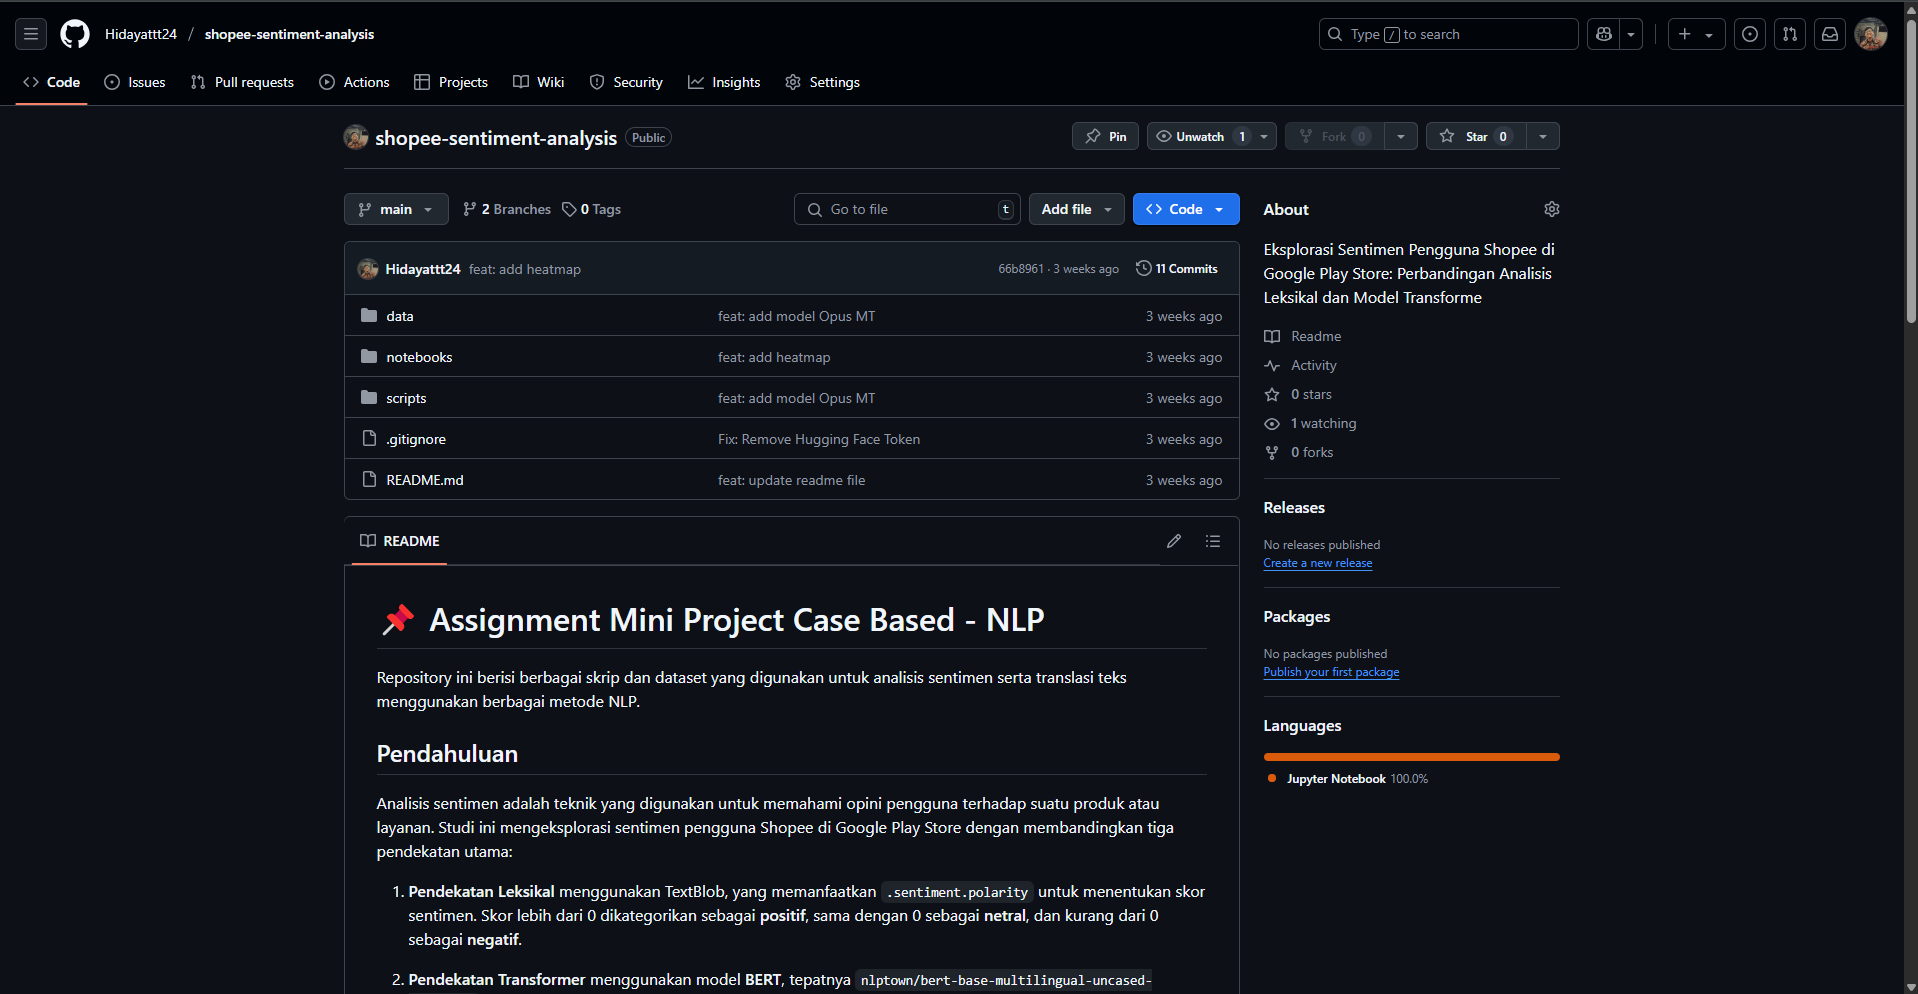 Hidayattt24 / shopee-sentiment-analysis
Type / to search
Code Issues Pull requests Actions Projects Wiki Security Insights Settings
shopee-sentiment-analysis Public
Pin Unwatch 1 Fork 0 Star 0
main 2 Branches 0 Tags Go to file t Add file Code
Hidayattt24 feat: add heatmap 66b8961 · 3 weeks ago 11 Commits
data feat: add model Opus MT 3 weeks ago
notebooks feat: add heatmap 3 weeks ago
scripts feat: add model Opus MT 3 weeks ago
.gitignore Fix: Remove Hugging Face Token 3 weeks ago
README.md feat: update readme file 3 weeks ago
README
Assignment Mini Project Case Based - NLP
Repository ini berisi berbagai skrip dan dataset yang digunakan untuk analisis sentimen serta translasi teks
menggunakan berbagai metode NLP.
Pendahuluan
Analisis sentimen adalah teknik yang digunakan untuk memahami opini pengguna terhadap suatu produk atau
layanan. Studi ini mengeksplorasi sentimen pengguna Shopee di Google Play Store dengan membandingkan tiga
pendekatan utama:
1. Pendekatan Leksikal menggunakan TextBlob, yang memanfaatkan .sentiment.polarity untuk menentukan skor
sentimen. Skor lebih dari 0 dikategorikan sebagai positif, sama dengan 0 sebagai netral, dan kurang dari 0
sebagai negatif.
2. Pendekatan Transformer menggunakan model BERT, tepatnya nlptown/bert-base-multilingual-uncased-
About
Eksplorasi Sentimen Pengguna Shopee di
Google Play Store: Perbandingan Analisis
Leksikal dan Model Transforme
Readme
Activity
0 stars
1 watching
0 forks
Releases
No releases published
Create a new release
Packages
No packages published
Publish your first package
Languages
Jupyter Notebook 100.0%